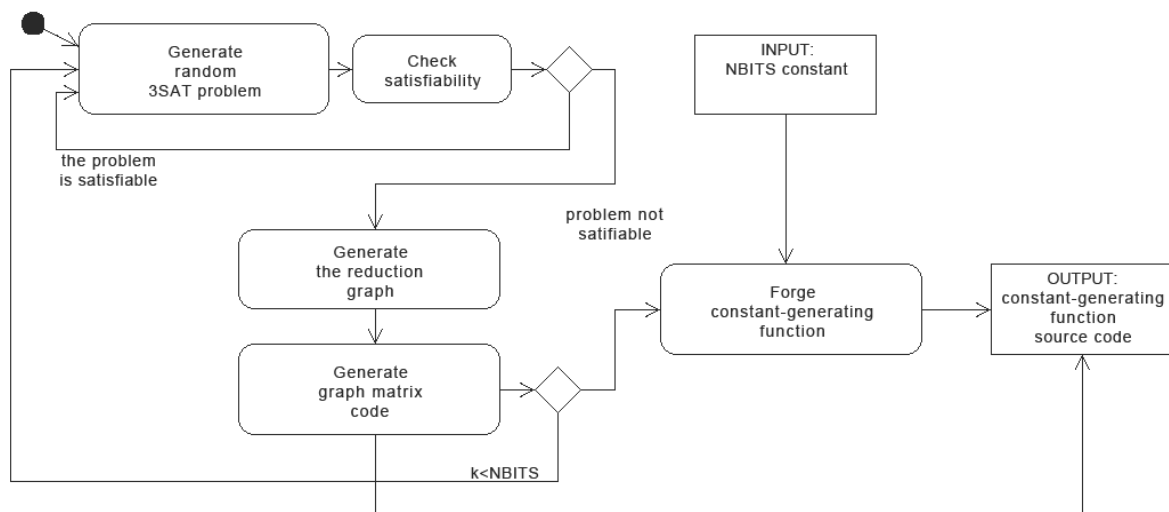 Generate
random
3SAT problem
Check
satisfiability
INPUT:
NBITS constant
the problem
is satisfiable
problem not
satifiable
Generate
the reduction
graph
Forge
constant-generating
function
OUTPUT:
constant-generating
function
source code
Generate
graph matrix
code
k<NBITS